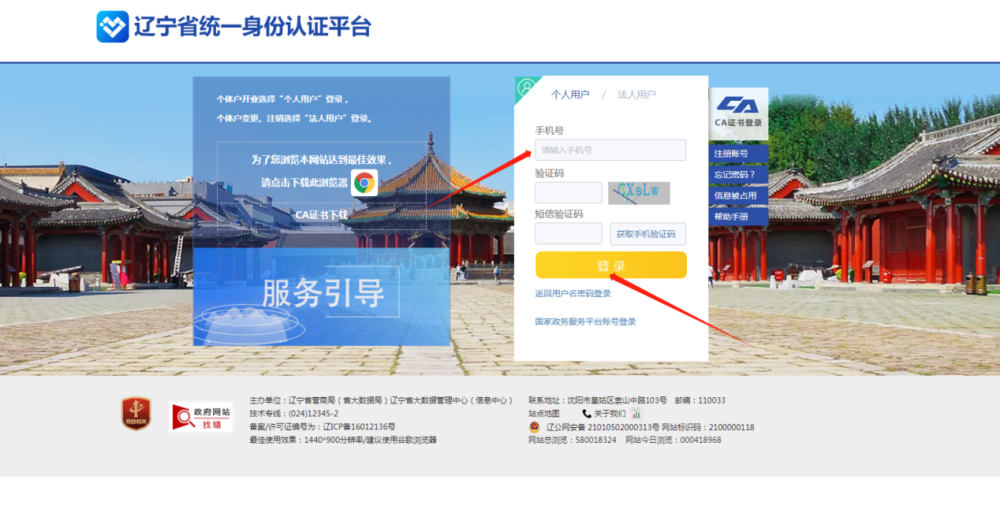 辽宁省统一身份认证平台
个体户开业选择“个人用户”登录，
个体户变更、注销选择“法人用户”登录。
为了您浏览本网站达到最佳效果，
请点击下载此浏览器
CA证书下载
服务引导
个人用户 / 法人用户
手机号
请输入手机号
验证码
CXsLw
短信验证码
获取手机验证码
登 录
返回用户名密码登录
国家政务服务平台账号登录
CA证书登录
注册账号
忘记密码？
信息被占用
帮助手册
党政机关
政府网站
找错
主办单位：辽宁省营商局（省大数据局）辽宁省大数据管理中心（信息中心）
技术专线：(024)12345-2
备案/许可证编号为：辽ICP备16012136号
最佳使用效果：1440*900分辨率/建议使用谷歌浏览器
联系地址：沈阳市皇姑区崇山中路103号 邮编：110033
站点地图 关于我们
辽公网安备 21010502000313号 网站标识码：2100000118
网站总浏览：580018324 网站今日浏览：000418968